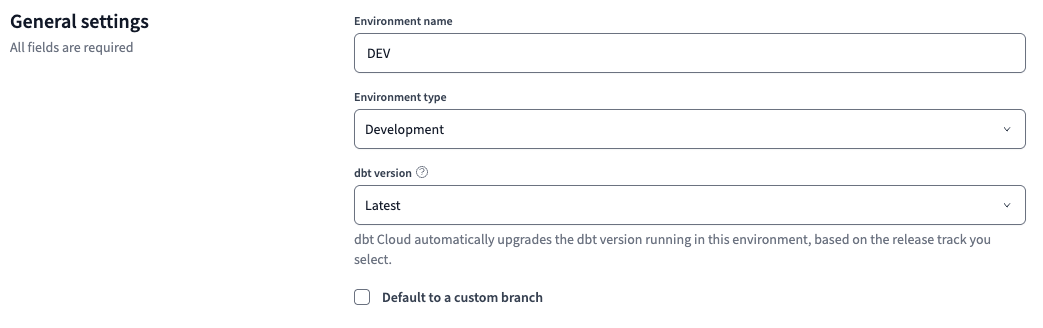 General settings
All fields are required
Environment name
DEV
Environment type
Development
dbt version
Latest
dbt Cloud automatically upgrades the dbt version running in this environment, based on the release track you
select.
Default to a custom branch